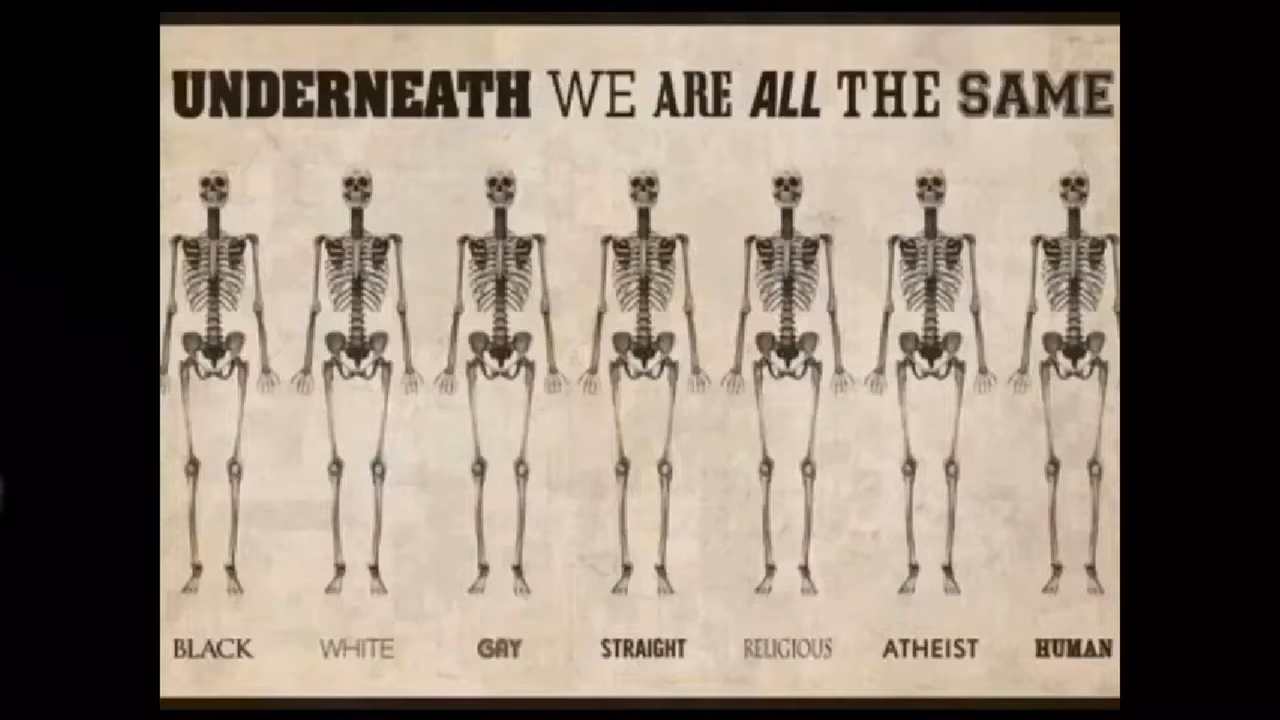 UNDERNEATH WE ARE ALL THE SAME
BLACK WHITE GAY STRAIGHT RELIGIOUS ATHEIST HUMAN